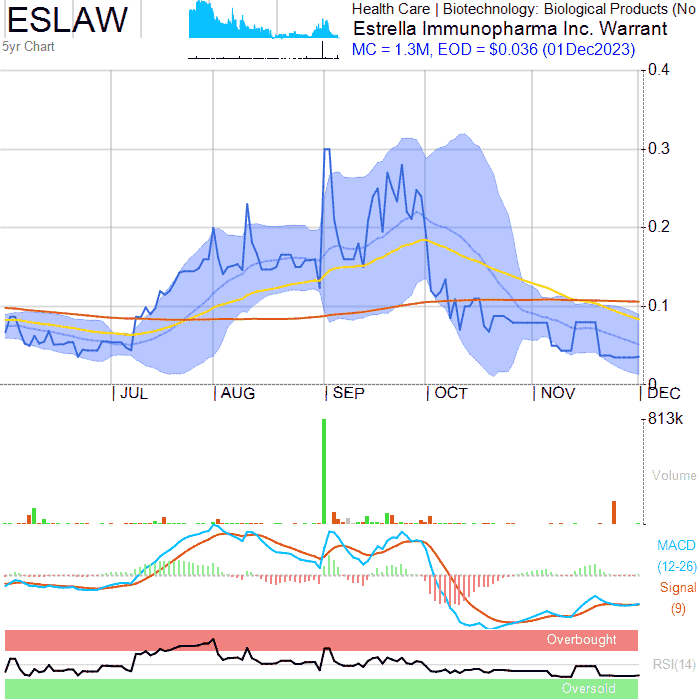 ESLAW
5yr Chart
Health Care | Biotechnology: Biological Products (No
Estrella Immunopharma Inc. Warrant
MC = 1.3M, EOD = $0.036 (01Dec2023)
0.4
0.3
0.2
0.1
0
JUL AUG SEP OCT NOV DEC
813k
Volume
MACD
(12-26)
Signal
(9)
Overbought
RSI(14)
Oversold